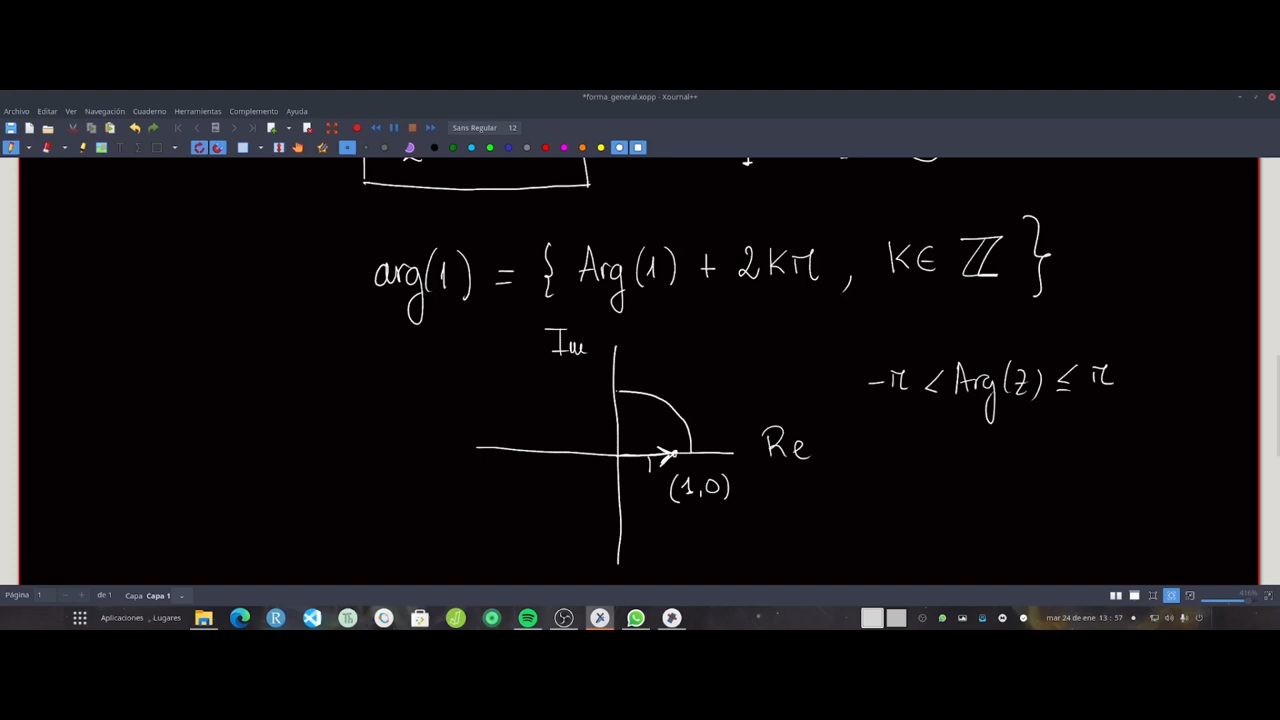 *forma_general.xopp - Xournal++
Archivo Editar Ver Navegación Cuaderno Herramientas Complemento Ayuda
Sans Regular 12
arg(1) = { Arg(1) + 2kπ , k∈ ℤ }
Im
-π < Arg(z) ≤ π
Re
(1,0)
Página 1 de 1 Capa Capa 1
416%
Aplicaciones Lugares
mar 24 de ene 13 : 57